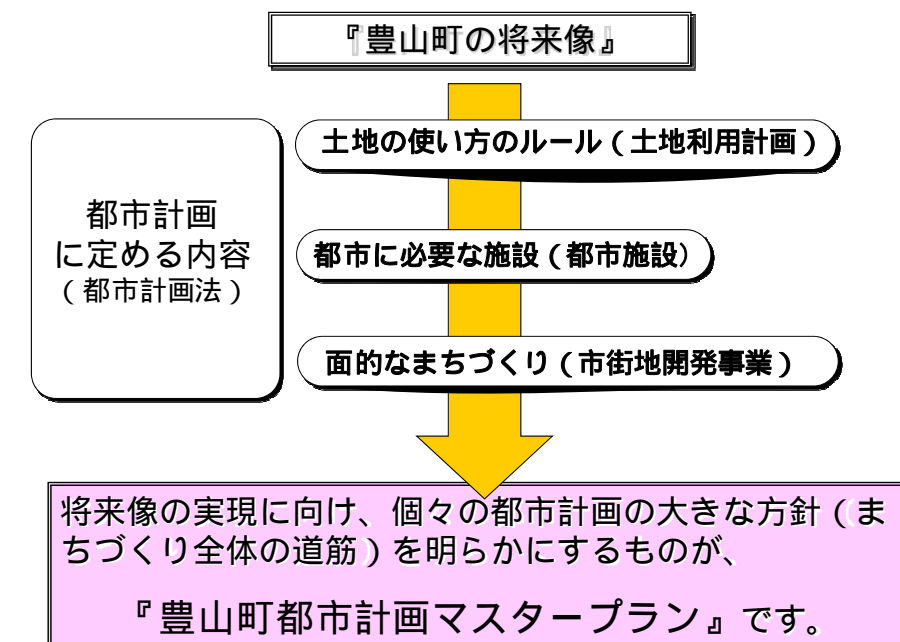 『豊山町の将来像』
都市計画
に定める内容
（都市計画法）
土地の使い方のルール（土地利用計画）
都市に必要な施設（都市施設）
面的なまちづくり（市街地開発事業）
将来像の実現に向け、個々の都市計画の大きな方針（ま
ちづくり全体の道筋）を明らかにするものが、
『豊山町都市計画マスタープラン』です。